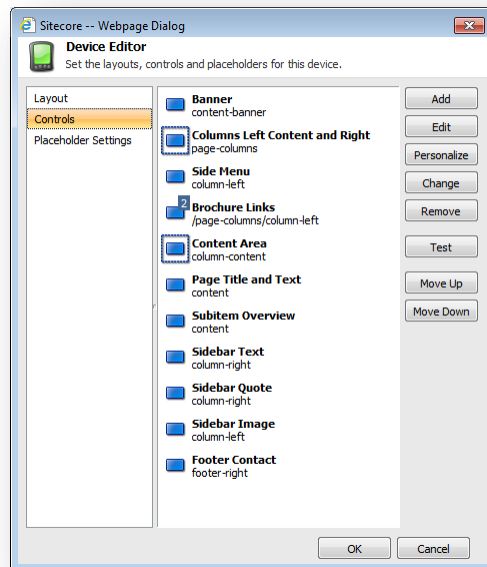 Sitecore -- Webpage Dialog
Device Editor
Set the layouts, controls and placeholders for this device.
Layout
Controls
Placeholder Settings
Banner
content-banner
Columns Left Content and Right
page-columns
Side Menu
column-left
2
Brochure Links
/page-columns/column-left
Content Area
column-content
Page Title and Text
content
Subitem Overview
content
Sidebar Text
column-right
Sidebar Quote
column-right
Sidebar Image
column-left
Footer Contact
footer-right
Add
Edit
Personalize
Change
Remove
Test
Move Up
Move Down
OK
Cancel